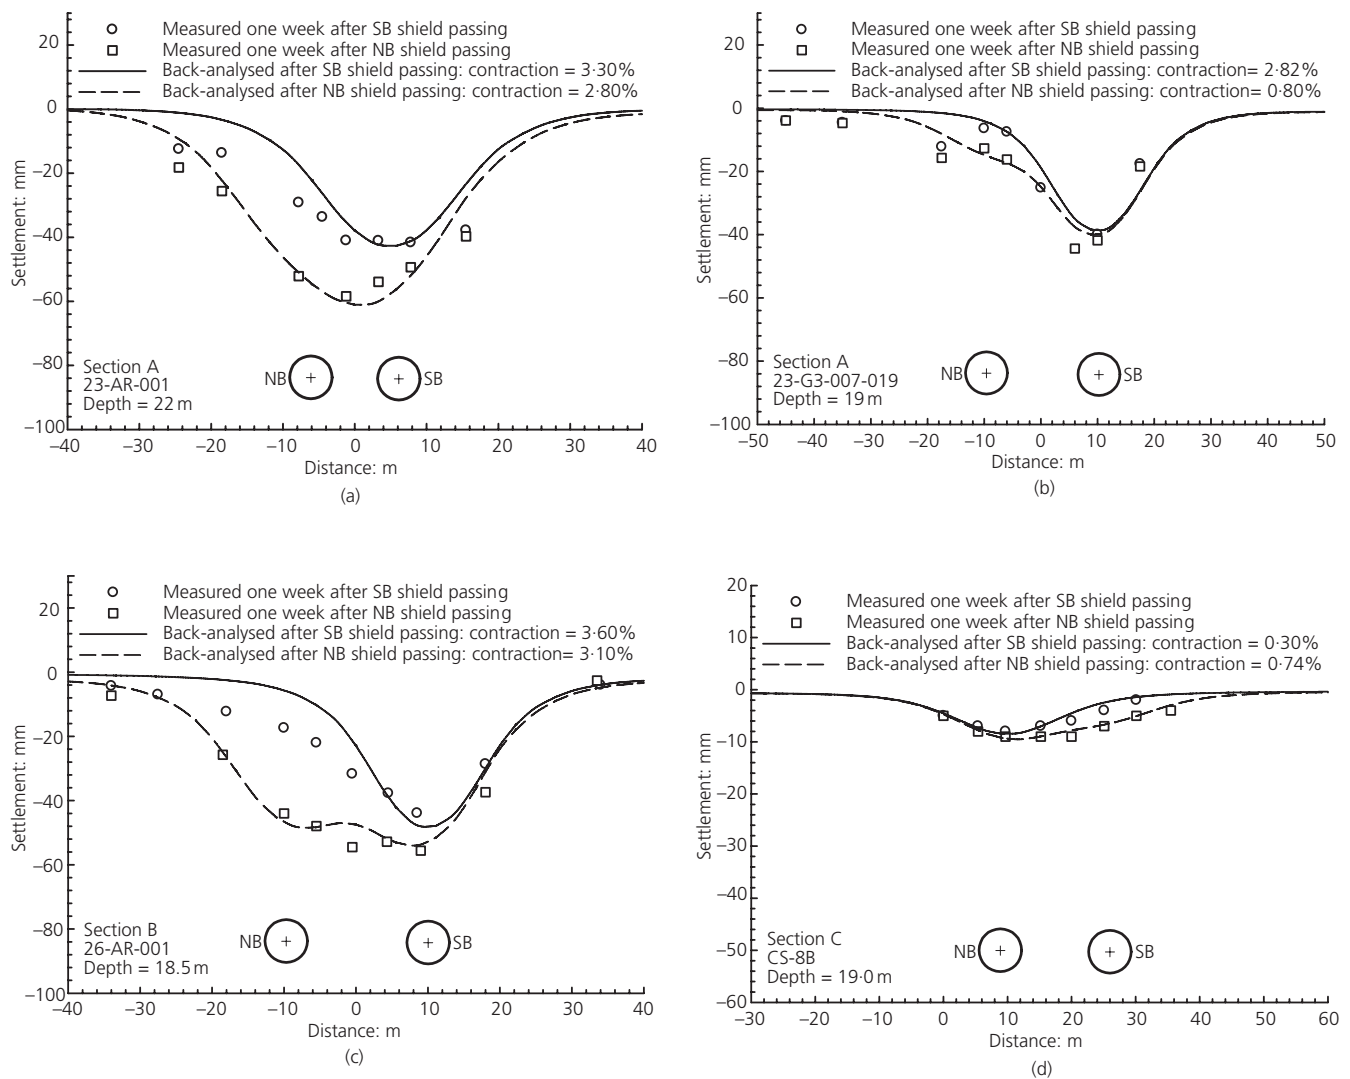 Measured one week after SB shield passing
Measured one week after NB shield passing
Back-analysed after SB shield passing: contraction = 3·30%
Back-analysed after NB shield passing: contraction = 2·80%
20
0
−20
−40
−60
−80
−100
Settlement: mm
Section A
23-AR-001
Depth = 22 m
NB
SB
−40 −30 −20 −10 0 10 20 30 40
Distance: m
(a)
Measured one week after SB shield passing
Measured one week after NB shield passing
Back-analysed after SB shield passing: contraction= 2·82%
Back-analysed after NB shield passing: contraction= 0·80%
20
0
−20
−40
−60
−80
−100
Settlement: mm
Section A
23-G3-007-019
Depth = 19 m
NB
SB
−50 −40 −30 −20 −10 0 10 20 30 40 50
Distance: m
(b)
Measured one week after SB shield passing
Measured one week after NB shield passing
Back-analysed after SB shield passing: contraction = 3·60%
Back-analysed after NB shield passing: contraction= 3·10%
20
0
−20
−40
−60
−80
−100
Settlement: mm
Section B
26-AR-001
Depth = 18.5 m
NB
SB
−40 −30 −20 −10 0 10 20 30 40
Distance: m
(c)
Measured one week after SB shield passing
Measured one week after NB shield passing
Back-analysed after SB shield passing: contraction = 0·30%
Back-analysed after NB shield passing: contraction = 0·74%
20
10
0
−10
−20
−30
−40
−50
−60
Settlement: mm
Section C
CS-8B
Depth = 19·0 m
NB
SB
−30 −20 −10 0 10 20 30 40 50 60
Distance: m
(d)